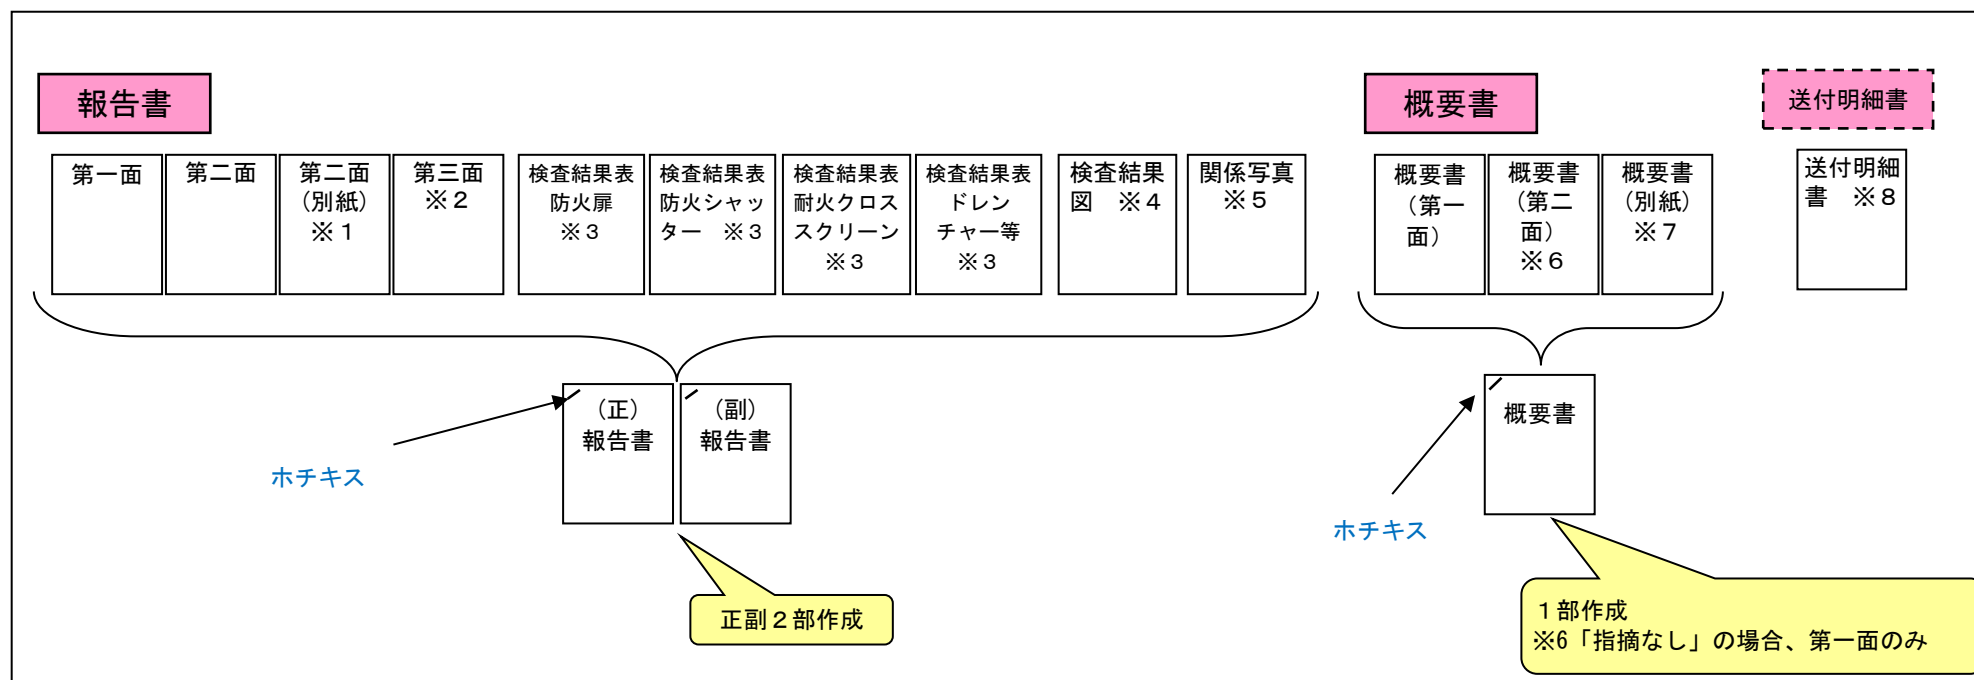 報告書
概要書
送付明細書
第一面
第二面
第二面
（別紙）
※１
第三面
※２
検査結果表
防火扉
※３
検査結果表
防火シャッ
ター　※３
検査結果表
耐火クロス
スクリーン
※３
検査結果表
ドレン
チャー等
※３
検査結果
図　※４
関係写真
※５
概要書
（第一
面）
概要書
（第二
面）
※６
概要書
（別紙）
※７
送付明細
書　※８
（正）
報告書
（副）
報告書
ホチキス
正副２部作成
概要書
ホチキス
１部作成
※6「指摘なし」の場合、第一面のみ